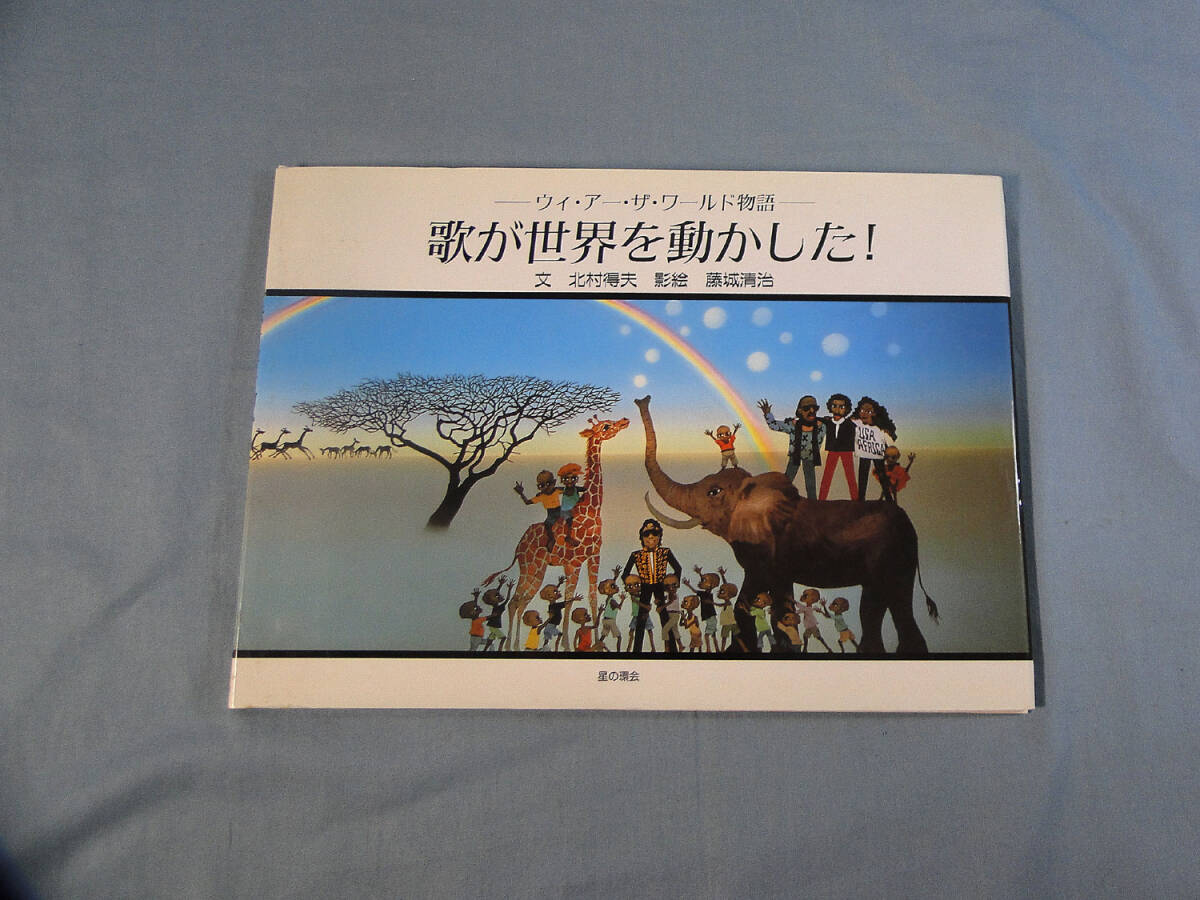 ―ウィ・アー・ザ・ワールド物語―
歌が世界を動かした!
文 北村得夫 影絵 藤城清治
USA
AFRICA
星の環会